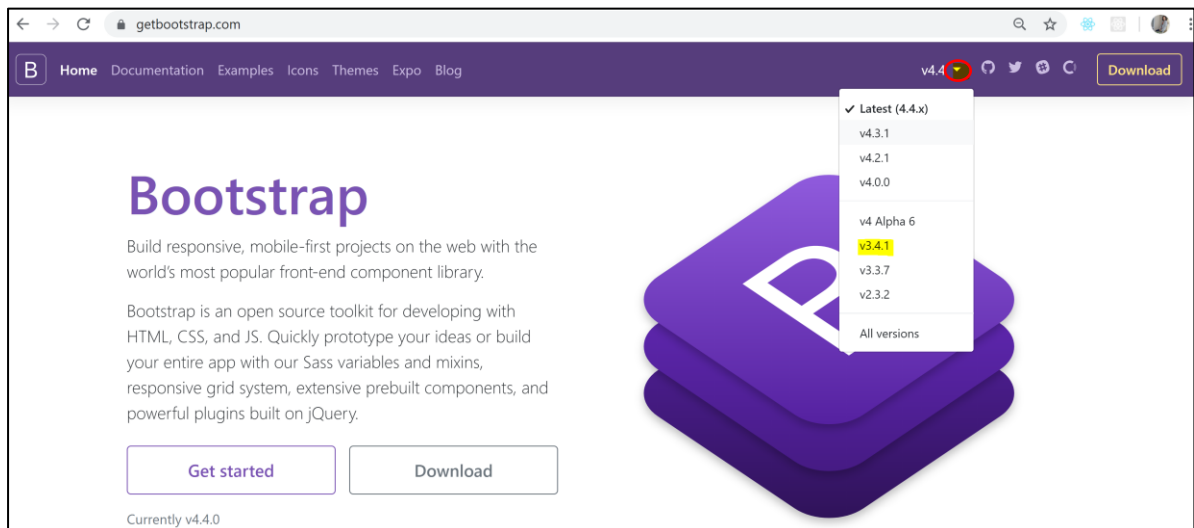 getbootstrap.com
B Home Documentation Examples Icons Themes Expo Blog v4.4 Download
✓ Latest (4.4.x)
v4.3.1
v4.2.1
v4.0.0
v4 Alpha 6
v3.4.1
v3.3.7
v2.3.2
All versions
Bootstrap
Build responsive, mobile-first projects on the web with the
world's most popular front-end component library.
Bootstrap is an open source toolkit for developing with
HTML, CSS, and JS. Quickly prototype your ideas or build
your entire app with our Sass variables and mixins,
responsive grid system, extensive prebuilt components, and
powerful plugins built on jQuery.
Get started Download
Currently v4.4.0
B